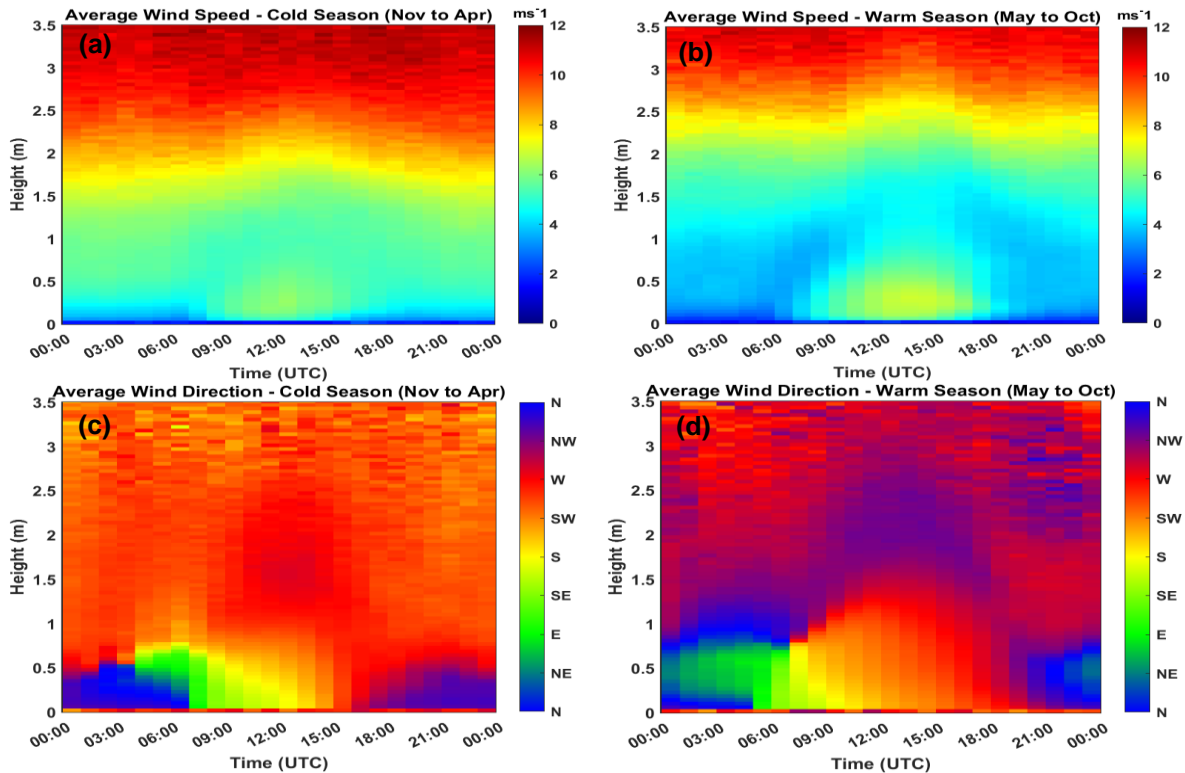 Average Wind Speed - Cold Season (Nov to Apr)
ms-1
(a)
3.5
3
2.5
2
1.5
1
0.5
0
Height (m)
12
10
8
6
4
2
0
00:00 03:00 06:00 09:00 12:00 15:00 18:00 21:00 00:00
Time (UTC)
Average Wind Speed - Warm Season (May to Oct)
ms-1
(b)
3.5
3
2.5
2
1.5
1
0.5
0
Height (m)
12
10
8
6
4
2
0
00:00 03:00 06:00 09:00 12:00 15:00 18:00 21:00 00:00
Time (UTC)
Average Wind Direction - Cold Season (Nov to Apr)
(c)
3.5
3
2.5
2
1.5
1
0.5
0
Height (m)
N
NW
W
SW
S
SE
E
NE
N
00:00 03:00 06:00 09:00 12:00 15:00 18:00 21:00 00:00
Time (UTC)
Average Wind Direction - Warm Season (May to Oct)
(d)
3.5
3
2.5
2
1.5
1
0.5
0
Height (m)
N
NW
W
SW
S
SE
E
NE
N
00:00 03:00 06:00 09:00 12:00 15:00 18:00 21:00 00:00
Time (UTC)